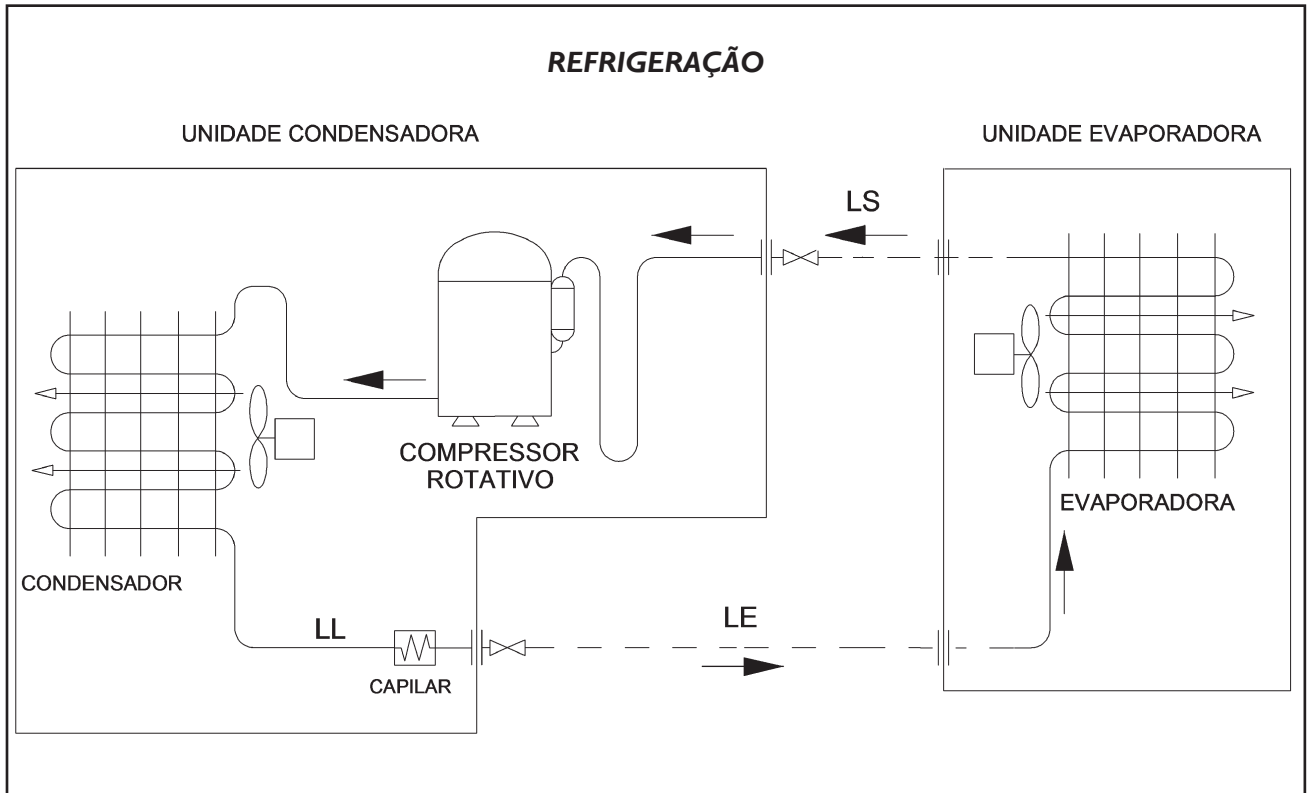 REFRIGERAÇÃO
UNIDADE CONDENSADORA
UNIDADE EVAPORADORA
LS
COMPRESSOR
ROTATIVO
EVAPORADORA
CONDENSADOR
LL
LE
CAPILAR